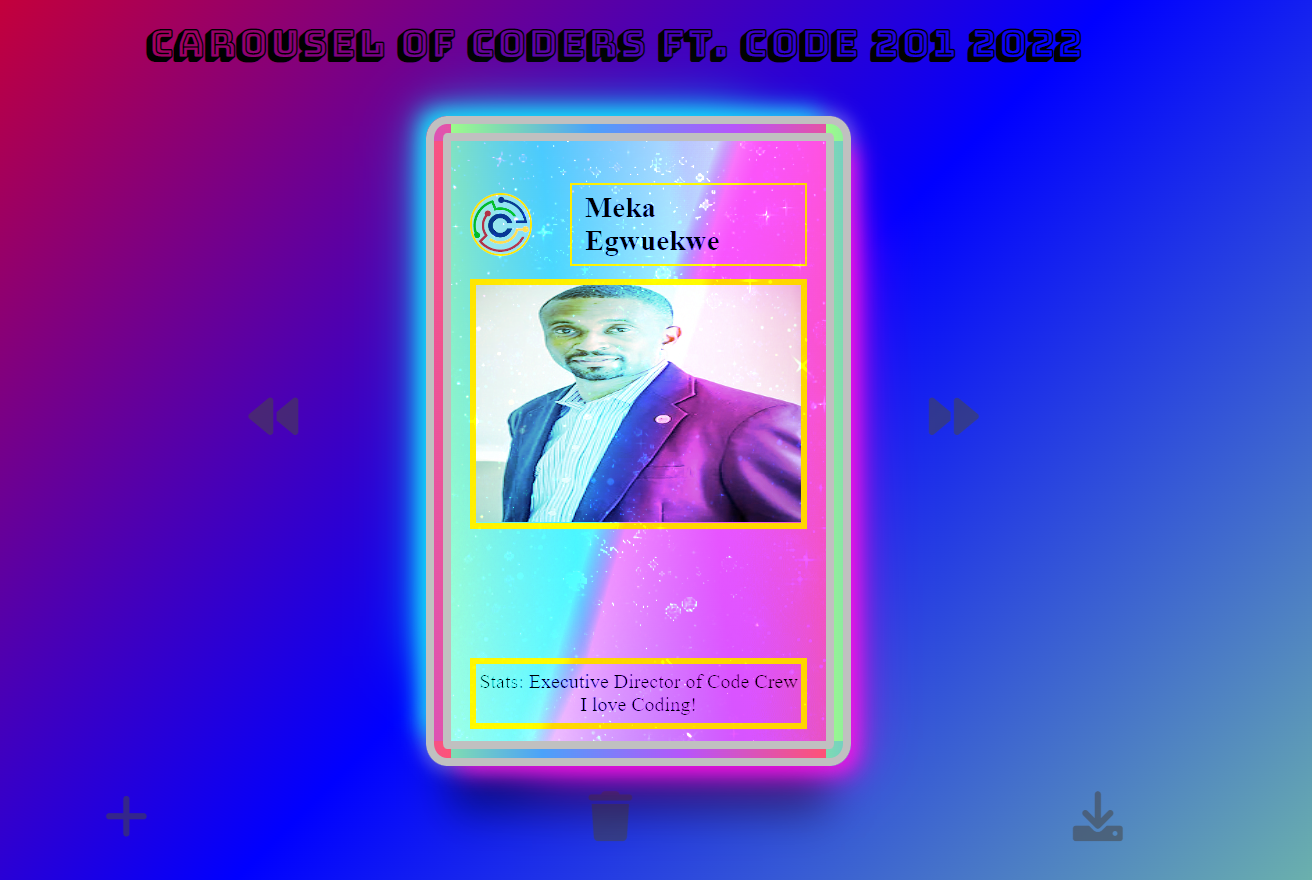 CAROUSEL OF CODERS FT. CODE 201 2022
Meka
Egwuekwe
Stats: Executive Director of Code Crew
I love Coding!